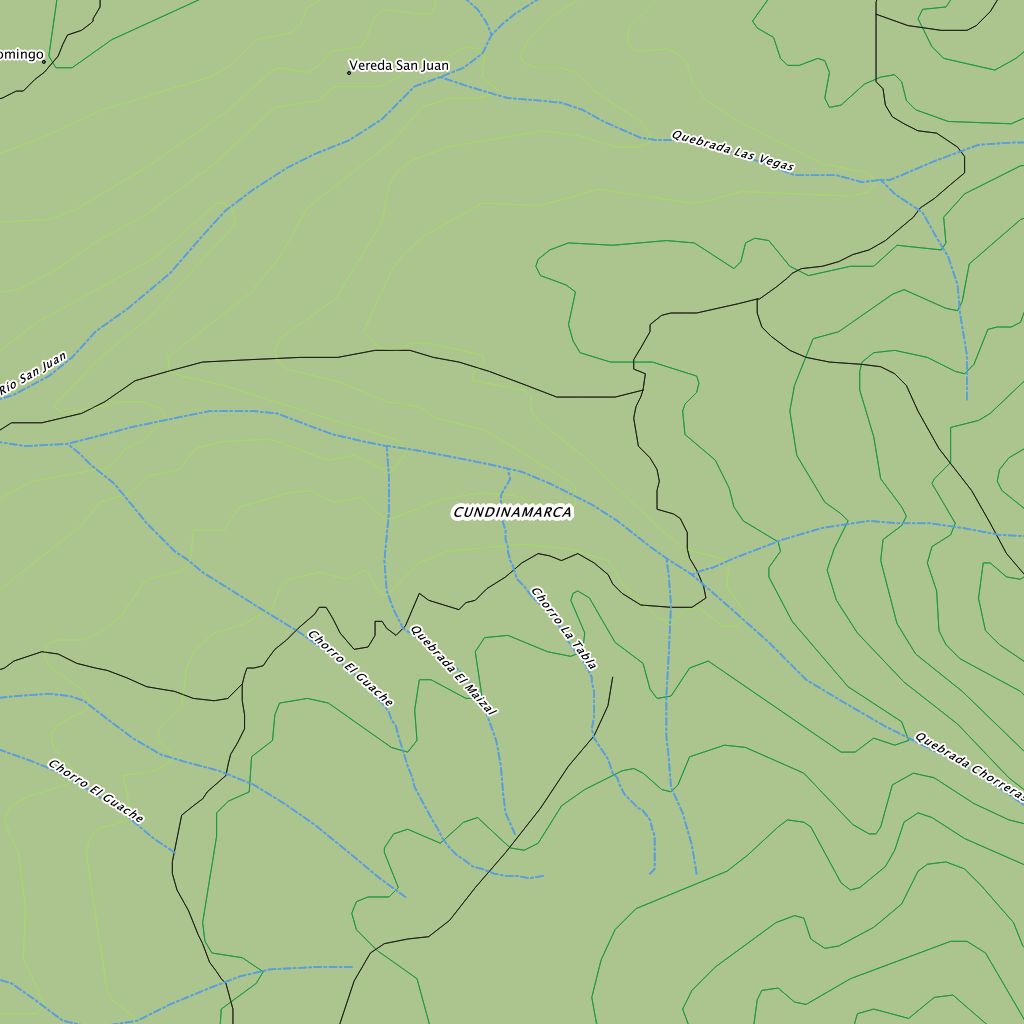 omingo
Vereda San Juan
Quebrada Las Vegas
Río San Juan
CUNDINAMARCA
Chorro La Tabla
Chorro El Guache
Quebrada El Maizal
Quebrada Chorreras
Chorro El Guache